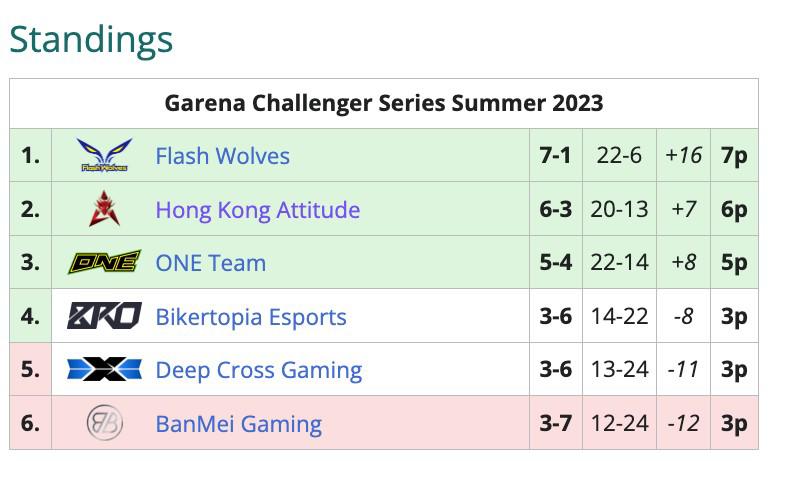 Standings
Garena Challenger Series Summer 2023
1. Flash Wolves Flash Wolves 7-1 22-6 +16 7p
2. Hong Kong Attitude 6-3 20-13 +7 6p
3. ONE ONE Team 5-4 22-14 +8 5p
4. BRO Bikertopia Esports 3-6 14-22 -8 3p
5. Deep Cross Gaming 3-6 13-24 -11 3p
6. BanMei Gaming 3-7 12-24 -12 3p